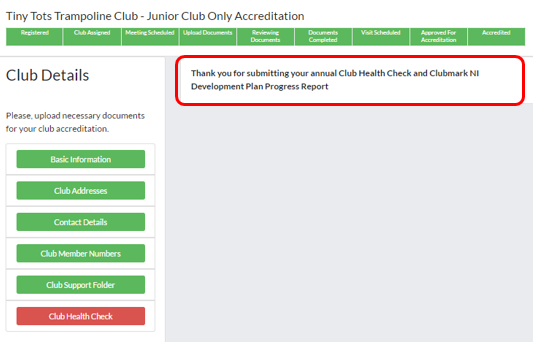 Tiny Tots Trampoline Club - Junior Club Only Accreditation
Registered
Club Assigned
Meeting Scheduled
Upload Documents
Reviewing
Documents
Documents
Completed
Visit Scheduled
Approved For
Accreditation
Accredited
Club Details
Thank you for submitting your annual Club Health Check and Clubmark NI
Development Plan Progress Report
Please, upload necessary documents
for your club accreditation.
Basic Information
Club Addresses
Contact Details
Club Member Numbers
Club Support Folder
Club Health Check